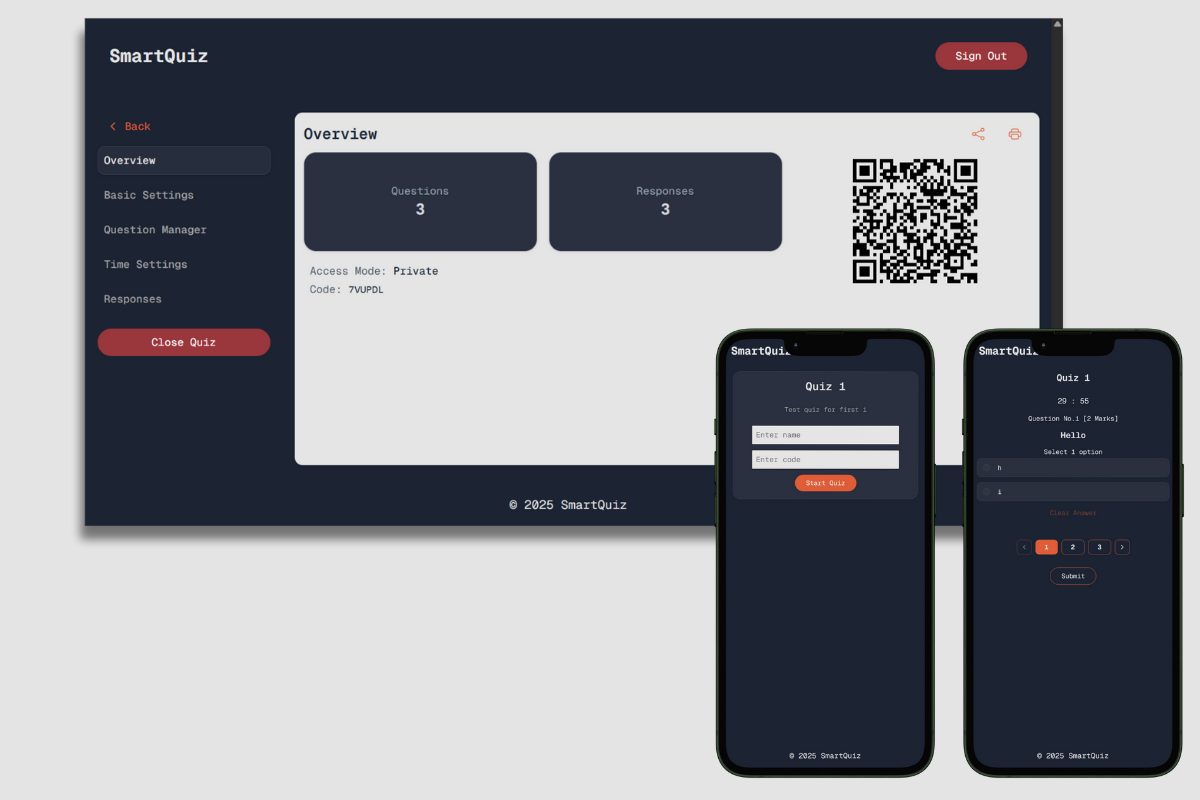 SmartQuiz
Sign Out
Back
Overview
Basic Settings
Question Manager
Time Settings
Responses
Close Quiz
Overview
Questions
3
Responses
3
Access Mode: Private
Code: 7VUPDL
© 2025 SmartQuiz
SmartQuiz
Quiz 1
Test quiz for first i
Enter name
Enter code
Start Quiz
© 2025 SmartQuiz
SmartQuiz
Quiz 1
29 : 55
Question No.1 [2 Marks]
Hello
Select 1 option
h
i
Clear Answer
1 2 3
Submit
© 2025 SmartQuiz